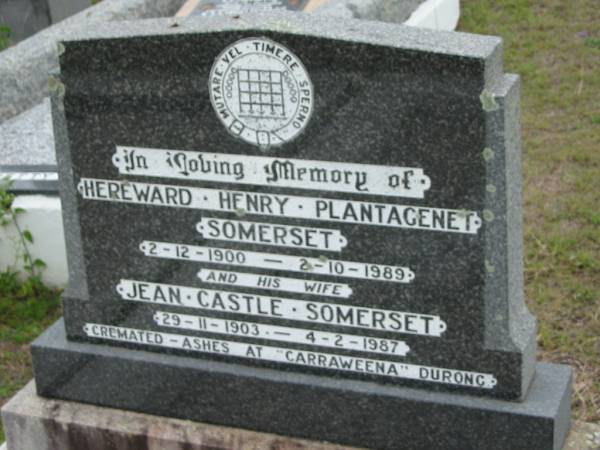 MUTARE · VEL · TIMERE SPERNO
In Loving Memory of
HEREWARD · HENRY · PLANTAGENET
SOMERSET
2-12-1900 — 2-10-1989
AND HIS WIFE
JEAN · CASTLE · SOMERSET
29-11-1903 · — 4-2-1987
CREMATED - ASHES AT "CARRAWEENA" DURONG